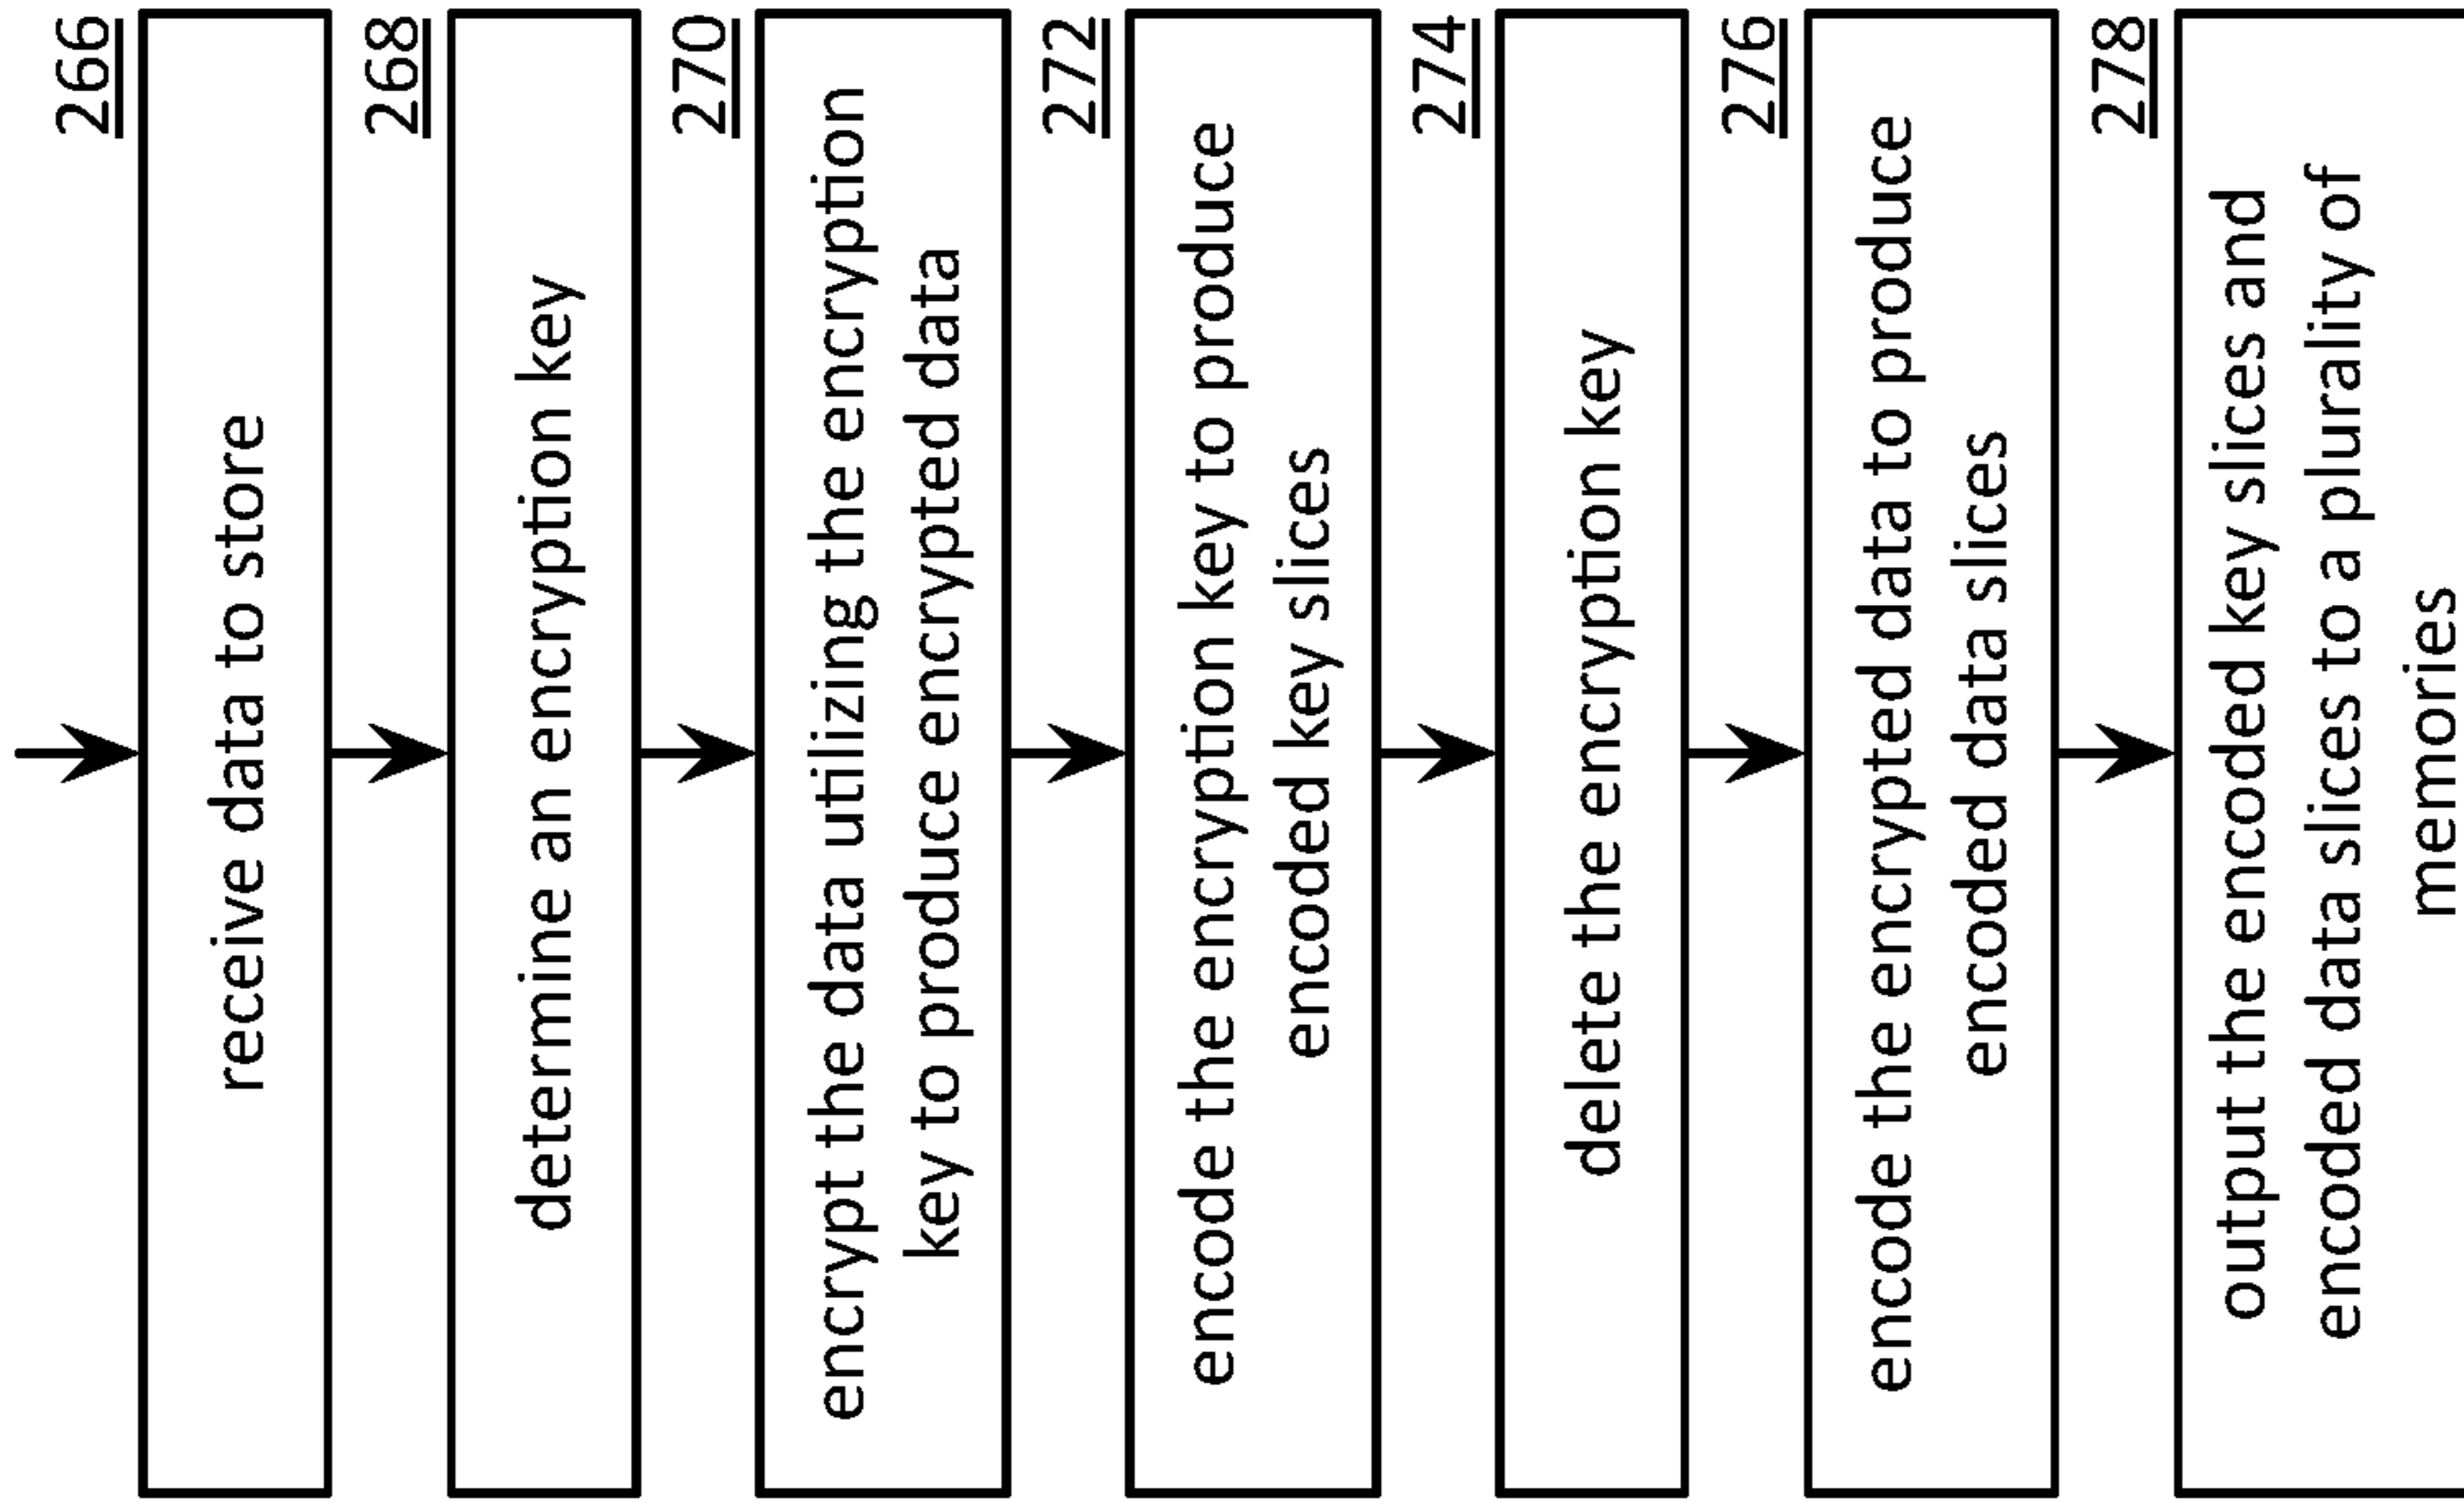 266
receive data to store
268
determine an encryption key
270
encrypt the data utilizing the encryption
key to produce encrypted data
272
encode the encryption key to produce
encoded key slices
274
delete the encryption key
276
encode the encrypted data to produce
encoded data slices
278
output the encoded key slices and
encoded data slices to a plurality of
memories